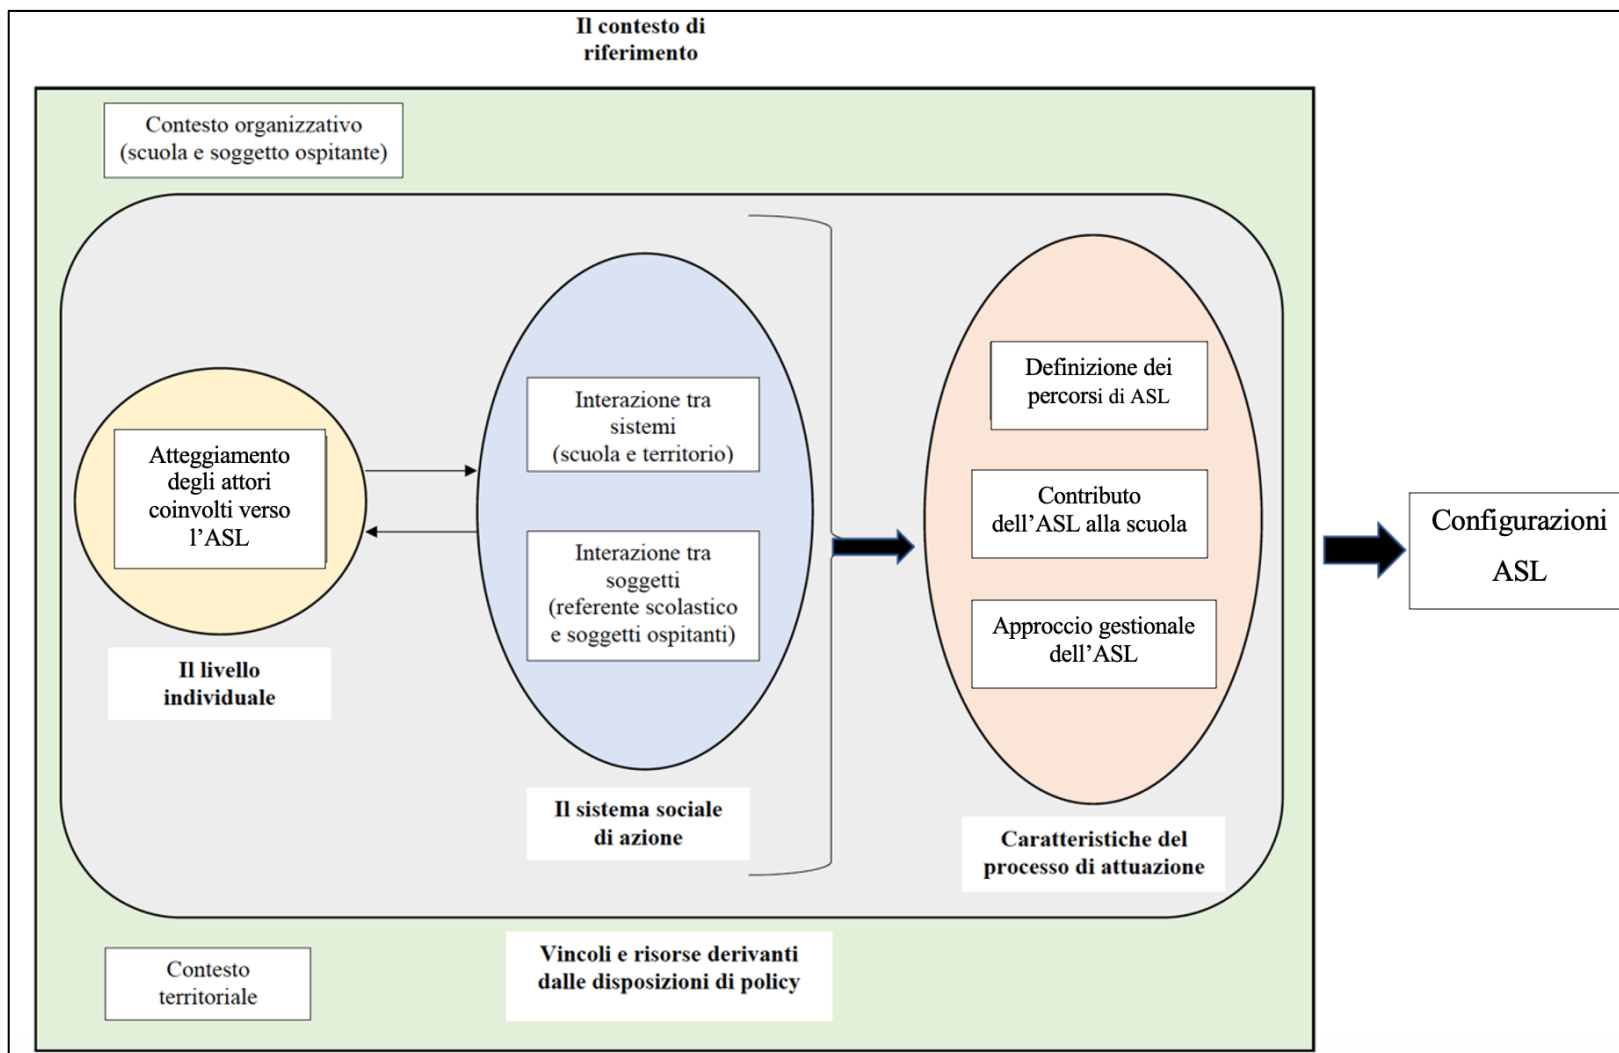 Il contesto di
riferimento
Contesto organizzativo
(scuola e soggetto ospitante)
Atteggiamento
degli attori
coinvolti verso
l’ASL
Il livello
individuale
Interazione tra
sistemi
(scuola e territorio)
Interazione tra
soggetti
(referente scolastico
e soggetti ospitanti)
Il sistema sociale
di azione
Definizione dei
percorsi di ASL
Contributo
dell’ASL alla scuola
Approccio gestionale
dell’ASL
Caratteristiche del
processo di attuazione
Configurazioni
ASL
Contesto
territoriale
Vincoli e risorse derivanti
dalle disposizioni di policy